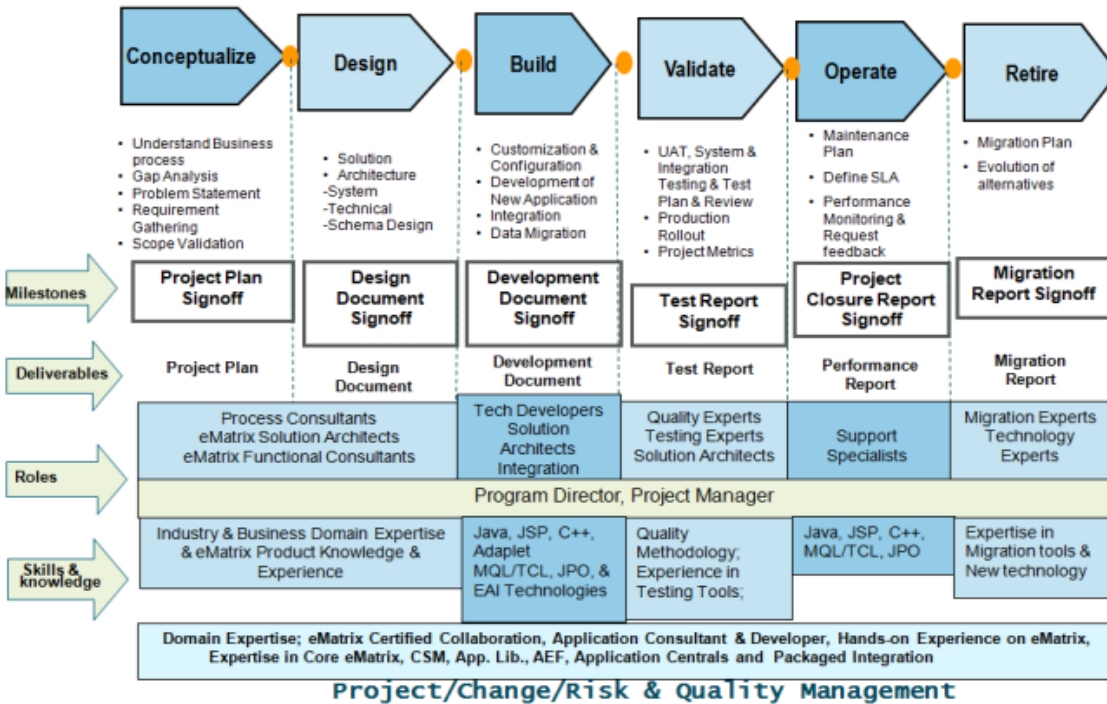 Conceptualize
Design
Build
Validate
Operate
Retire
• Understand Business
process
• Gap Analysis
• Problem Statement
• Requirement
Gathering
• Scope Validation
• Solution
• Architecture
-System
-Technical
-Schema Design
• Customization &
Configuration
• Development of
New Application
• Integration
• Data Migration
• UAT, System &
Integration
Testing & Test
Plan & Review
• Production
Rollout
• Project Metrics
• Maintenance
Plan
• Define SLA
• Performance
Monitoring &
Request
feedback
• Migration Plan
• Evolution of
alternatives
Milestones
Project Plan
Signoff
Design
Document
Signoff
Development
Document
Signoff
Test Report
Signoff
Project
Closure Report
Signoff
Migration
Report Signoff
Deliverables
Project Plan
Design
Document
Development
Document
Test Report
Performance
Report
Migration
Report
Roles
Process Consultants
eMatrix Solution Architects
eMatrix Functional Consultants
Tech Developers
Solution
Architects
Integration
Quality Experts
Testing Experts
Solution Architects
Support
Specialists
Migration Experts
Technology
Experts
Program Director, Project Manager
Skills &
knowledge
Industry & Business Domain Expertise
& eMatrix Product Knowledge &
Experience
Java, JSP, C++,
Adaplet
MQL/TCL, JPO, &
EAI Technologies
Quality
Methodology;
Experience in
Testing Tools;
Java, JSP, C++,
MQL/TCL, JPO
Expertise in
Migration tools &
New technology
Domain Expertise; eMatrix Certified Collaboration, Application Consultant & Developer, Hands-on Experience on eMatrix,
Expertise in Core eMatrix, CSM, App. Lib., AEF, Application Centrals and Packaged Integration
Project/Change/Risk & Quality Management